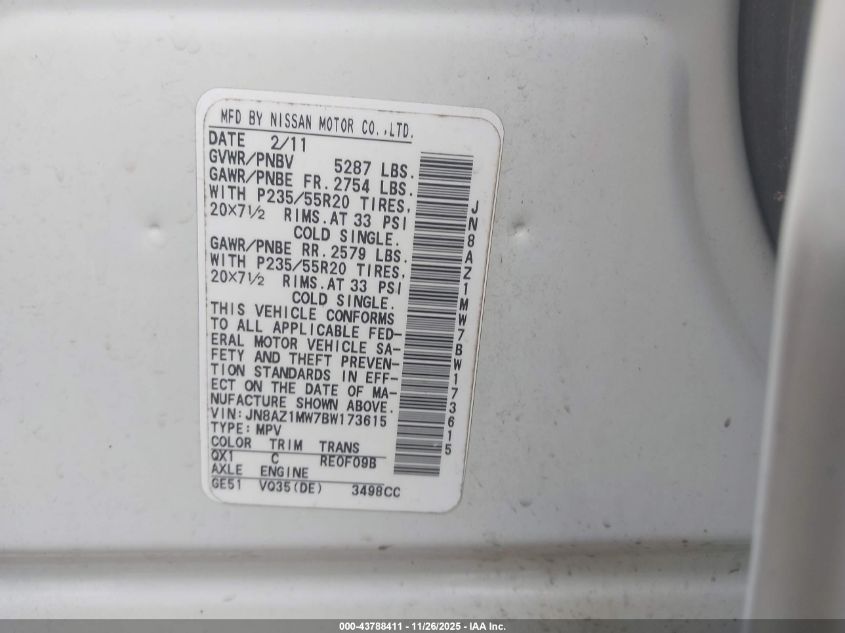 MFD BY NISSAN MOTOR CO.,LTD.
DATE 2/11
GVWR/PNBV 5287 LBS.
GAWR/PNBE FR. 2754 LBS.
WITH P235/55R20 TIRES,
20×7½ RIMS.AT 33 PSI
COLD SINGLE.
GAWR/PNBE RR. 2579 LBS.
WITH P235/55R20 TIRES,
20×7½ RIMS.AT 33 PSI
COLD SINGLE.
THIS VEHICLE CONFORMS
TO ALL APPLICABLE FED-
ERAL MOTOR VEHICLE SA-
FETY AND THEFT PREVEN-
TION STANDARDS IN EFF-
ECT ON THE DATE OF MA-
NUFACTURE SHOWN ABOVE.
VIN:JN8AZ1MW7BW173615
TYPE:MPV
COLOR TRIM TRANS
QX1 C RE0F09B
AXLE ENGINE
GE51 VQ35(DE) 3498CC
JN8AZ1MW7BW173615
000-43788411 - 11/26/2025 - IAA Inc.